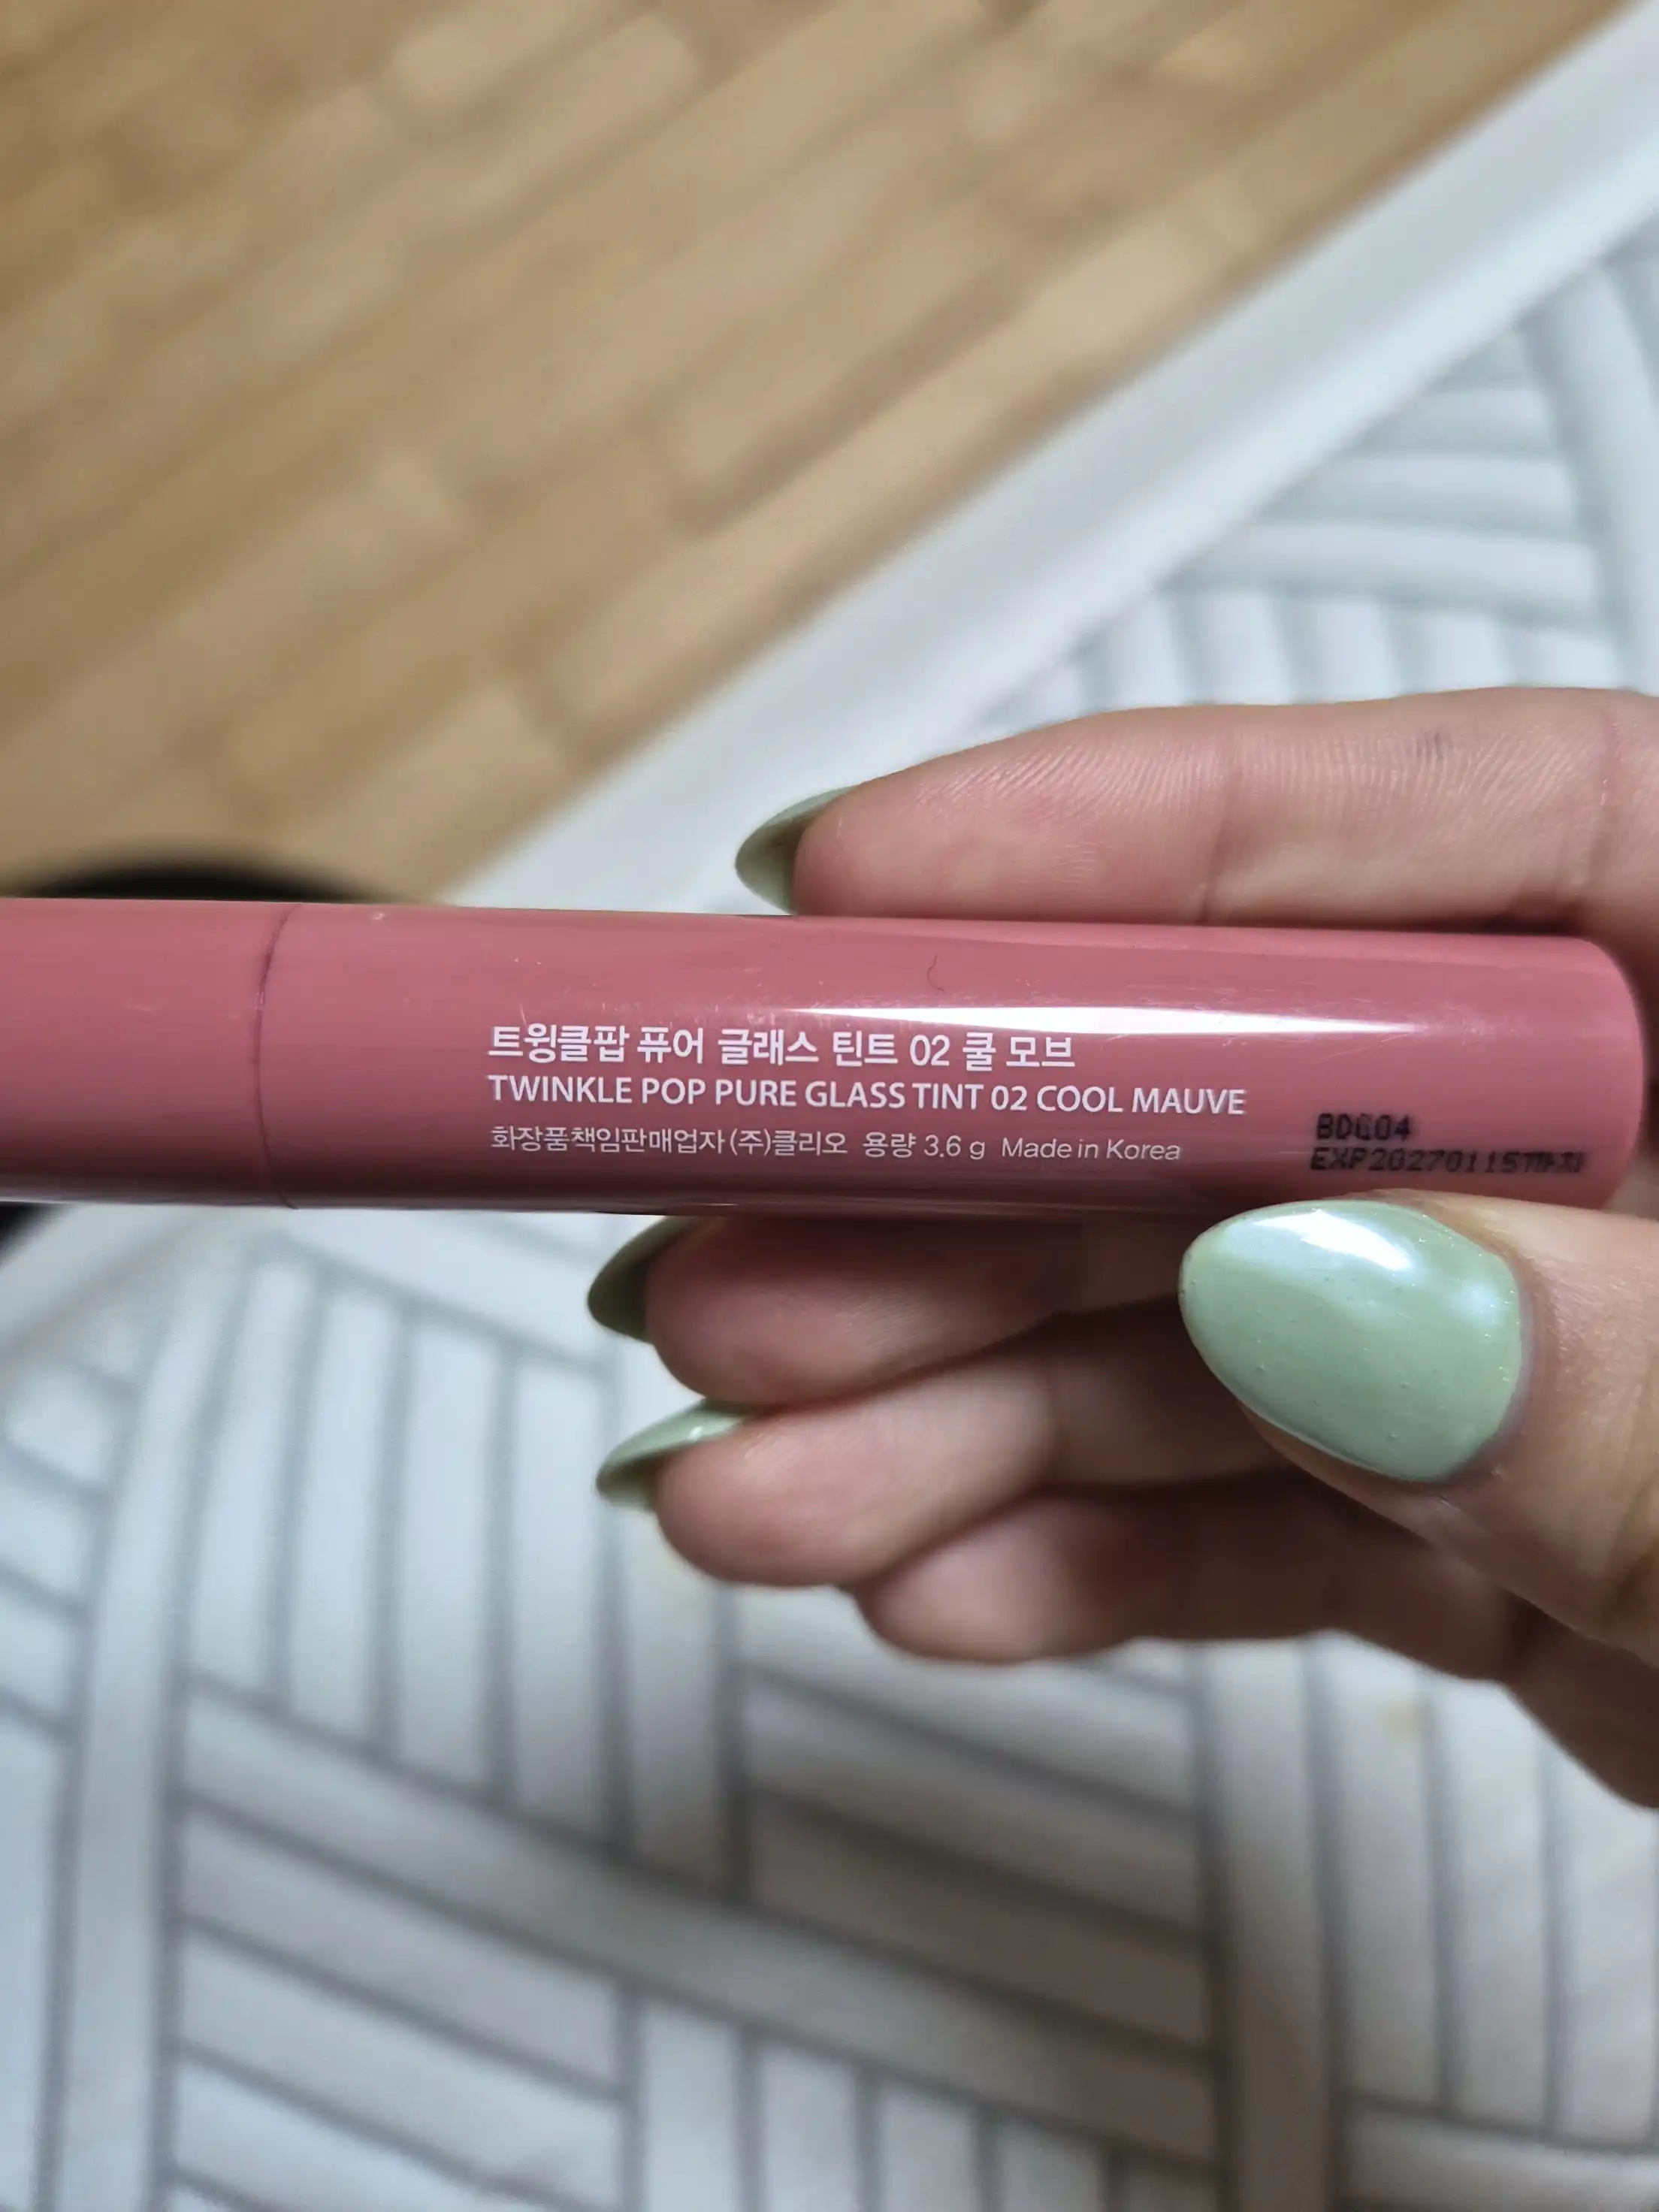 트윙클팝 퓨어 글래스 틴트 02 쿨 모브
TWINKLE POP PURE GLASS TINT 02 COOL MAUVE
화장품책임판매업자 (주)클리오 용량 3.6 g Made in Korea
BDG04
EXP20270115까지